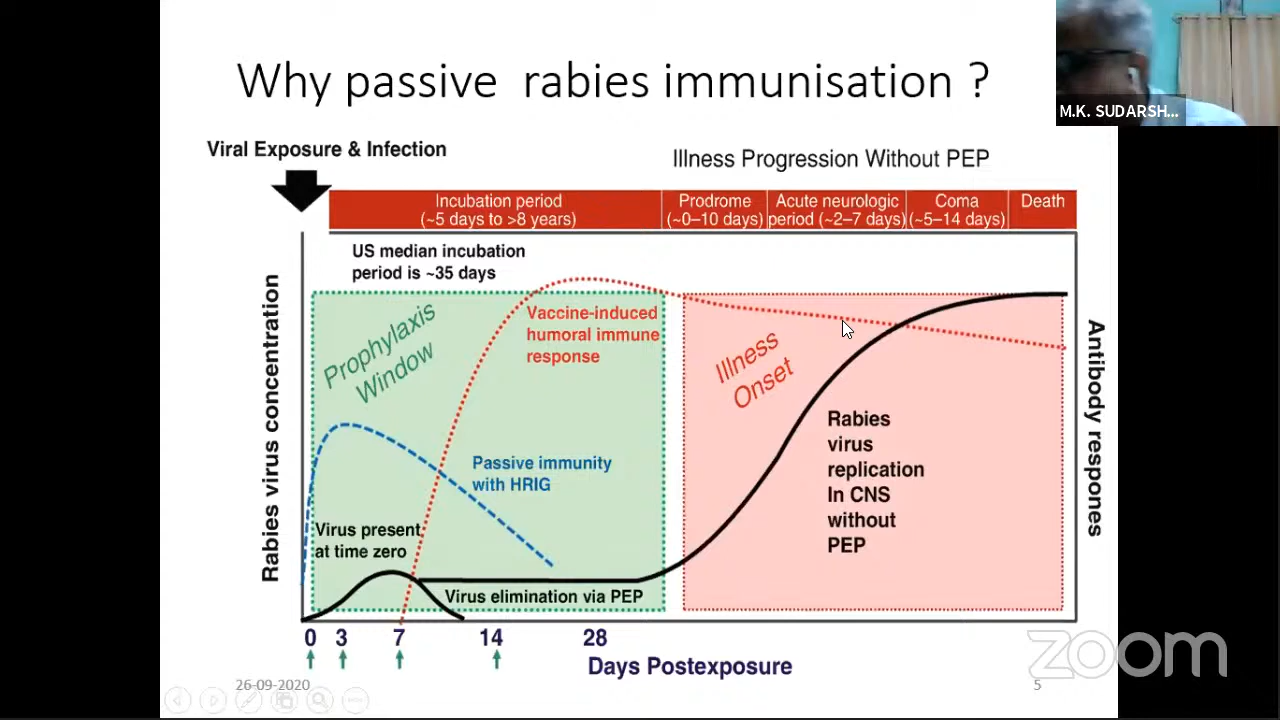 Why passive rabies immunisation ?
M.K. SUDARSH...
Viral Exposure & Infection
Illness Progression Without PEP
Incubation period
(~5 days to >8 years)
Prodrome
(~0–10 days)
Acute neurologic
period (~2–7 days)
Coma
(~5–14 days)
Death
US median incubation
period is ~35 days
Rabies virus concentration
Prophylaxis
Window
Vaccine-induced
humoral immune
response
Illness
Onset
Antibody respones
Passive immunity
with HRIG
Rabies
virus
replication
In CNS
without
PEP
Virus present
at time zero
Virus elimination via PEP
0 3 7 14 28
Days Postexposure
26-09-2020
5
zoom